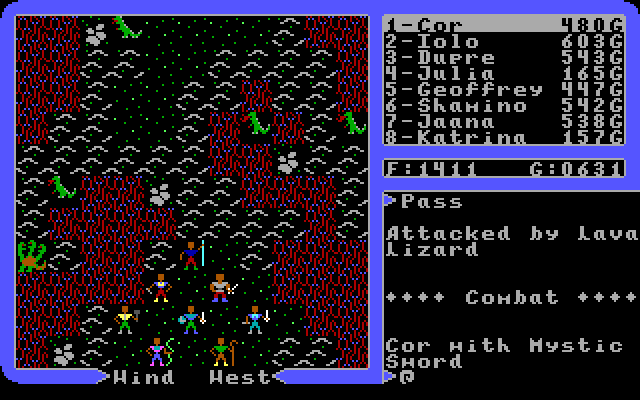 1-Cor 480G
2-Iolo 603G
3-Dupre 543G
4-Julia 165G
5-Geoffrey 447G
6-Shamino 542G
7-Jaana 538G
8-Katrina 157G
F:1411 G:0631
Pass
Attacked by Lava
Lizard
**** Combat ****
Cor with Mystic
Sword
@
Wind West